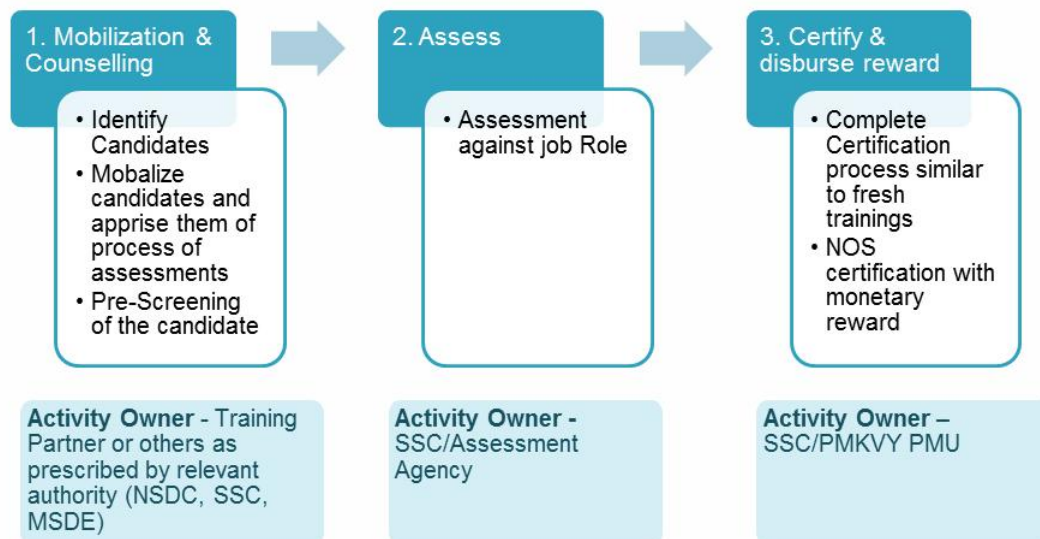 1. Mobilization &
Counselling
• Identify
Candidates
• Mobalize
candidates and
apprise them of
process of
assessments
• Pre-Screening
of the candidate
Activity Owner - Training
Partner or others as
prescribed by relevant
authority (NSDC, SSC,
MSDE)
2. Assess
• Assessment
against job Role
Activity Owner -
SSC/Assessment
Agency
3. Certify &
disburse reward
• Complete
Certification
process similar
to fresh
trainings
• NOS
certification with
monetary
reward
Activity Owner –
SSC/PMKVY PMU